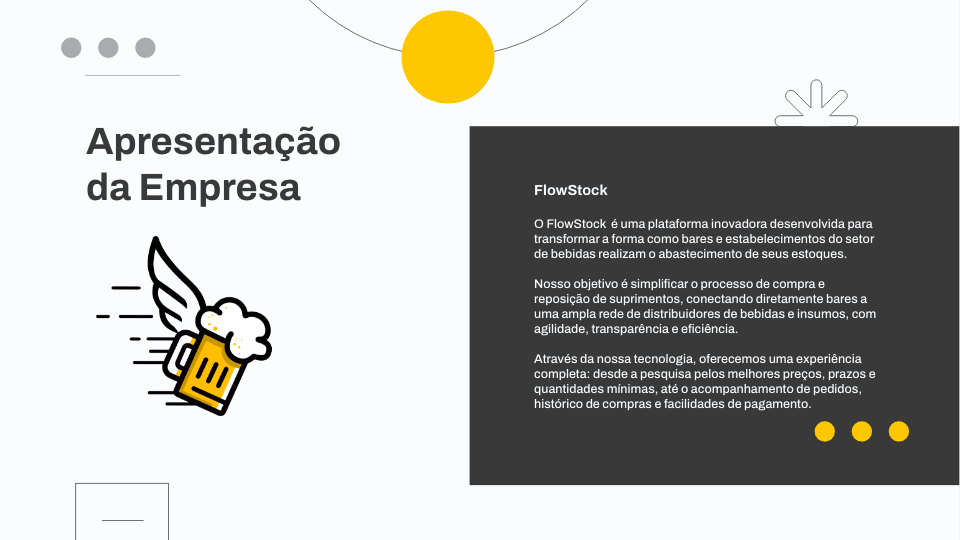 Apresentação
da Empresa
FlowStock
O FlowStock é uma plataforma inovadora desenvolvida para
transformar a forma como bares e estabelecimentos do setor
de bebidas realizam o abastecimento de seus estoques.
Nosso objetivo é simplificar o processo de compra e
reposição de suprimentos, conectando diretamente bares a
uma ampla rede de distribuidores de bebidas e insumos, com
agilidade, transparência e eficiência.
Através da nossa tecnologia, oferecemos uma experiência
completa: desde a pesquisa pelos melhores preços, prazos e
quantidades mínimas, até o acompanhamento de pedidos,
histórico de compras e facilidades de pagamento.